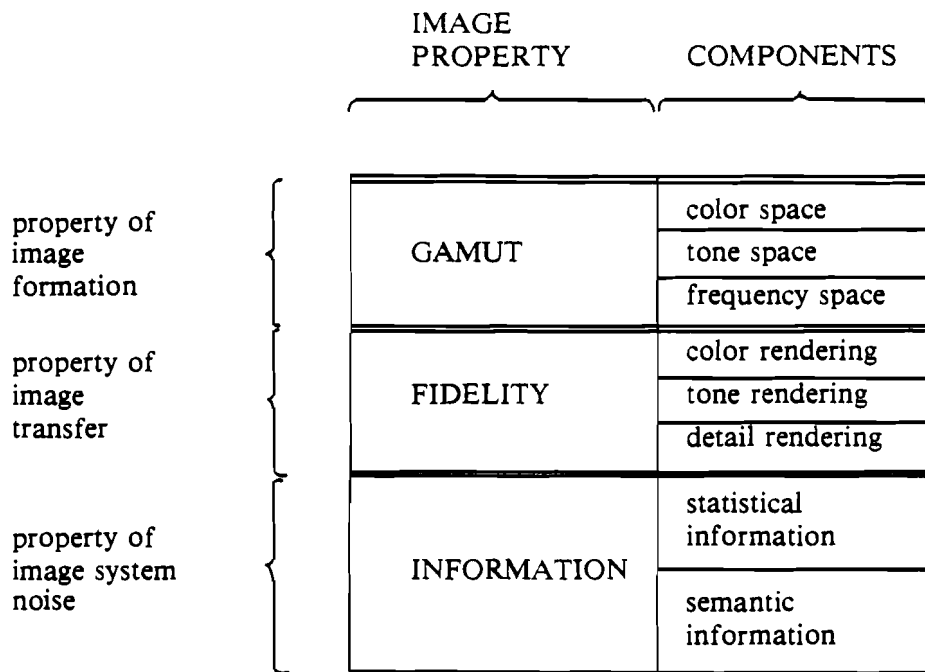 IMAGE
PROPERTY
COMPONENTS
property of
image
formation
GAMUT
color space
tone space
frequency space
property of
image
transfer
FIDELITY
color rendering
tone rendering
detail rendering
property of
image system
noise
INFORMATION
statistical
information
semantic
information